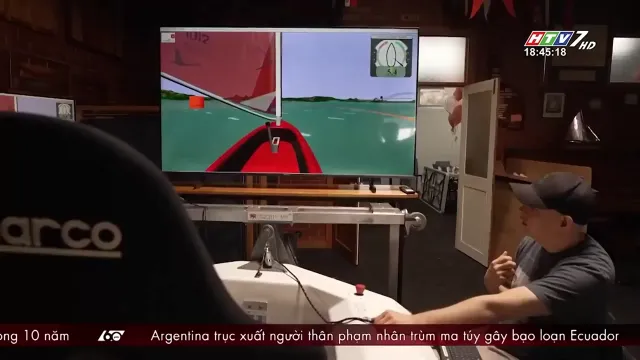 HTV7 HD
18:45:18
arco
ong 10 năm
60
Argentina trục xuất người thân phạm nhân trùm ma túy gây bạo loạn Ecuador